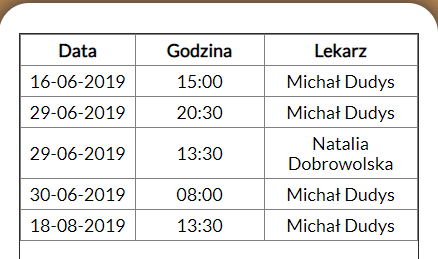 Data Godzina Lekarz
16-06-2019 15:00 Michał Dudys
29-06-2019 20:30 Michał Dudys
29-06-2019 13:30 Natalia
Dobrowolska
30-06-2019 08:00 Michał Dudys
18-08-2019 13:30 Michał Dudys